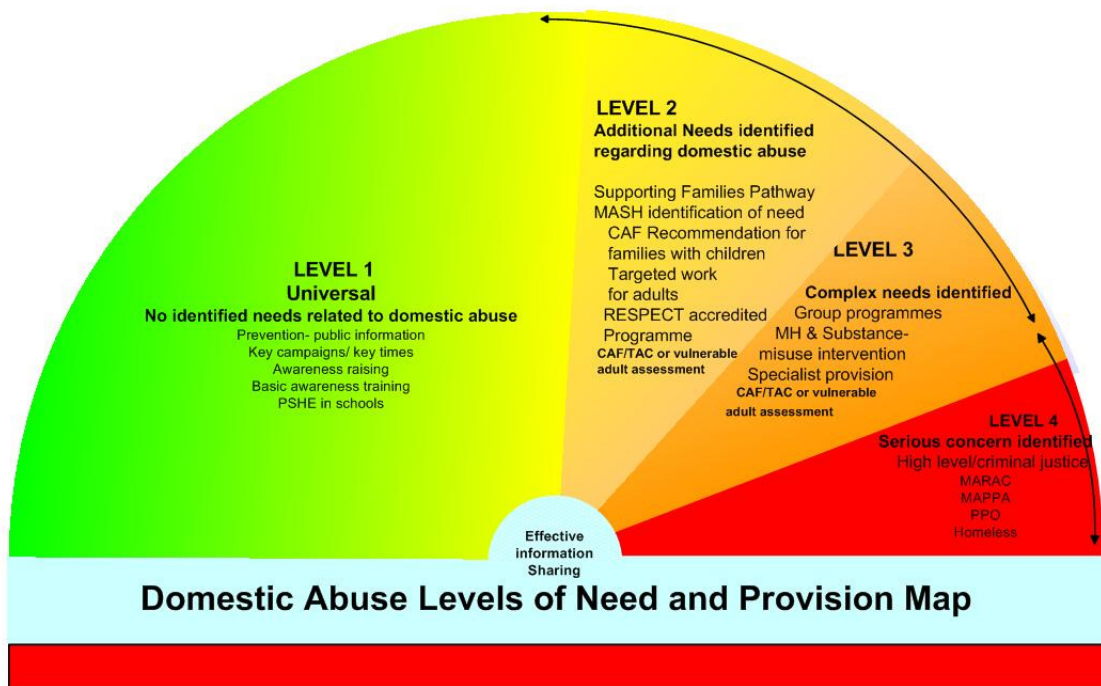 LEVEL 1
Universal
No identified needs related to domestic abuse
Prevention- public information
Key campaigns/ key times
Awareness raising
Basic awareness training
PSHE in schools
LEVEL 2
Additional Needs identified
regarding domestic abuse
Supporting Families Pathway
MASH identification of need
CAF Recommendation for
families with children
Targeted work
for adults
RESPECT accredited
Programme
CAF/TAC or vulnerable
adult assessment
LEVEL 3
Complex needs identified
Group programmes
MH & Substance-
misuse intervention
Specialist provision
CAF/TAC or vulnerable
adult assessment
LEVEL 4
Serious concern identified
High level/criminal justice
MARAC
MAPPA
PPO
Homeless
Effective
information
Sharing
Domestic Abuse Levels of Need and Provision Map